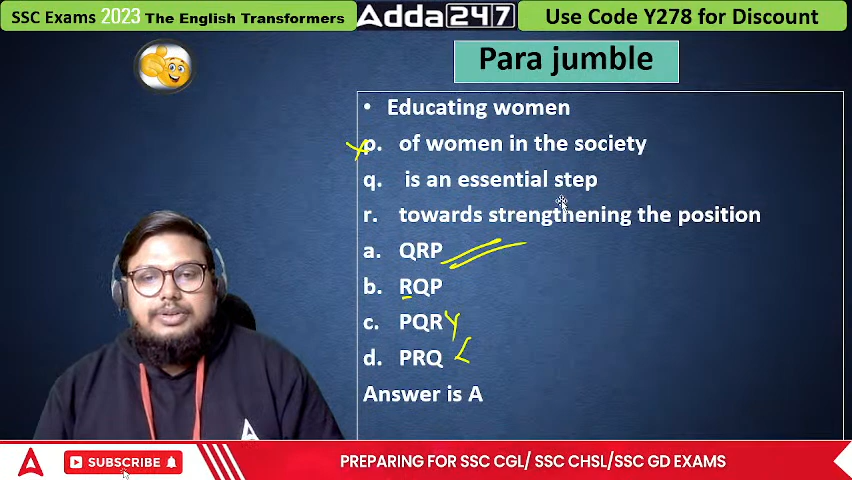 SSC Exams 2023 The English Transformers
Adda247
Use Code Y278 for Discount
Para jumble
• Educating women
p. of women in the society
q. is an essential step
r. towards strengthening the position
a. QRP
b. RQP
c. PQR
d. PRQ
Answer is A
SUBSCRIBE
PREPARING FOR SSC CGL/ SSC CHSL/SSC GD EXAMS